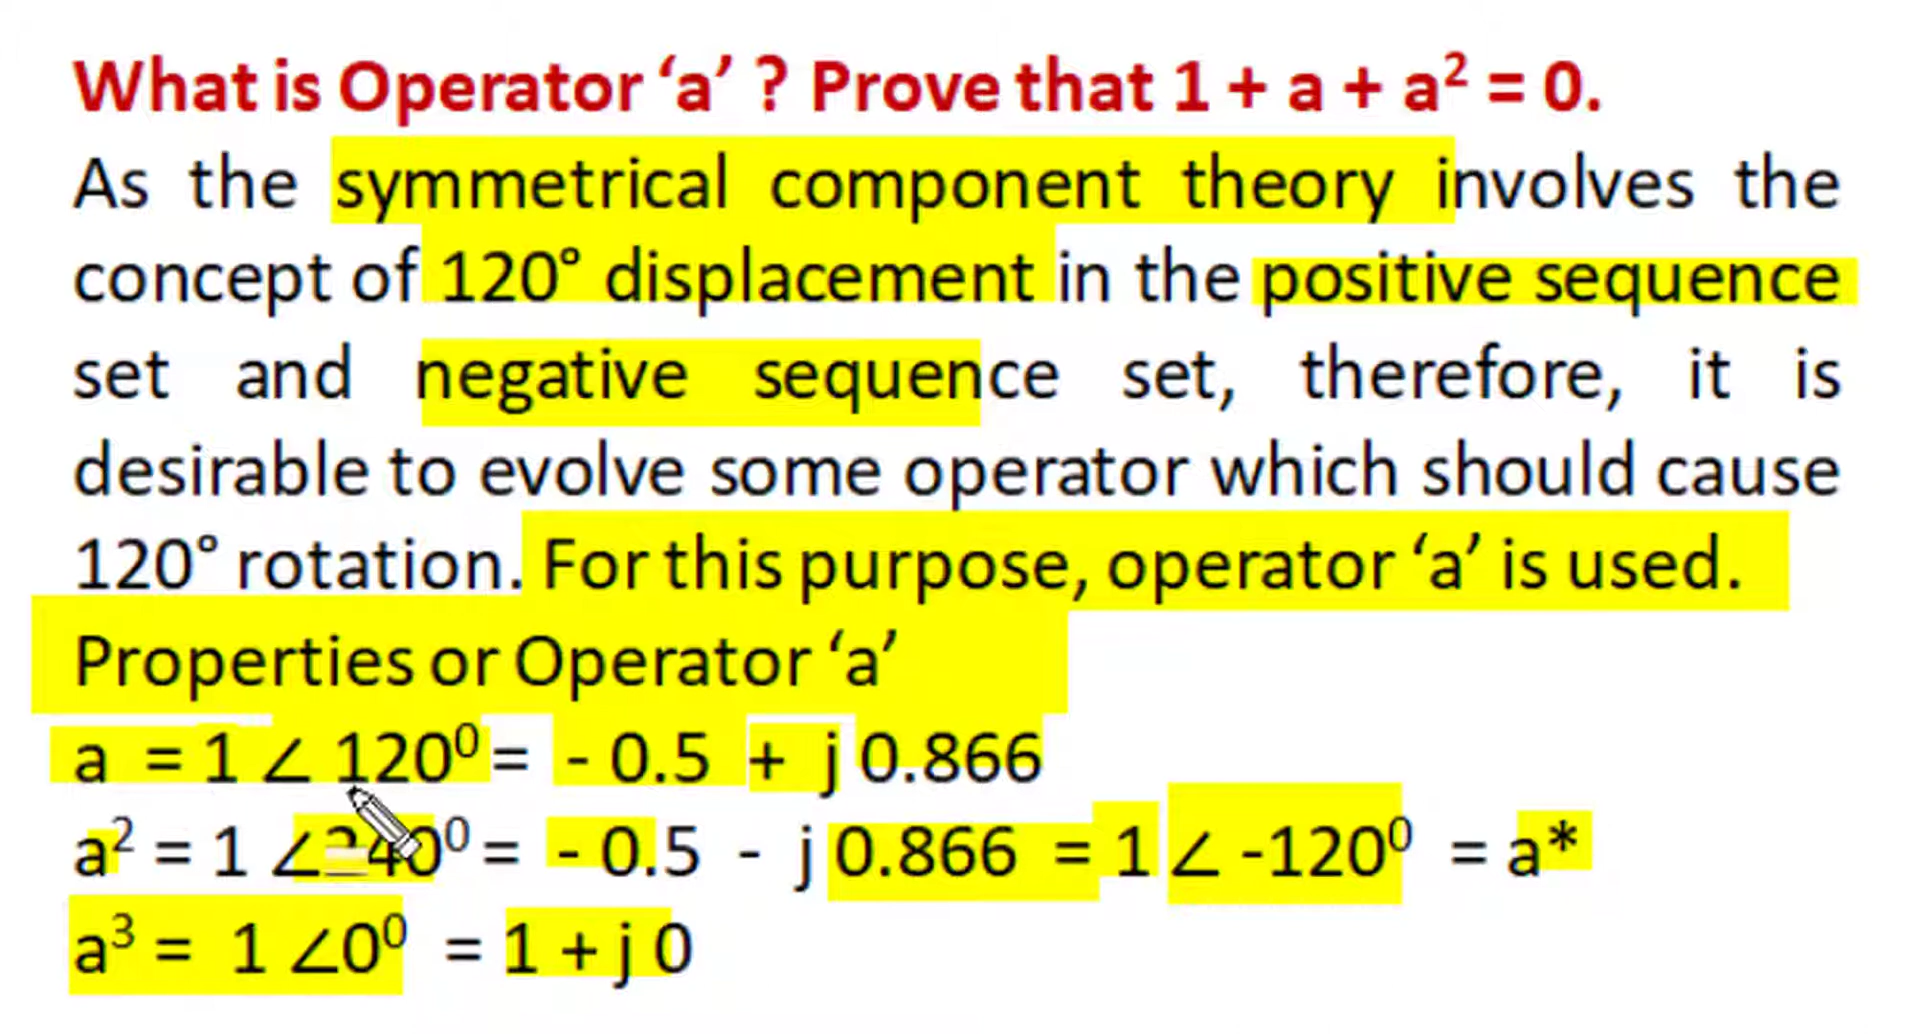 What is Operator ‘a’ ? Prove that 1 + a + a² = 0.
As the symmetrical component theory involves the
concept of 120° displacement in the positive sequence
set and negative sequence set, therefore, it is
desirable to evolve some operator which should cause
120° rotation. For this purpose, operator ‘a’ is used.
Properties or Operator ‘a’
a = 1 ∠ 120⁰ = - 0.5 + j 0.866
a² = 1 ∠240⁰ = - 0.5 - j 0.866 = 1 ∠ -120⁰ = a*
a³ = 1 ∠0⁰ = 1 + j 0